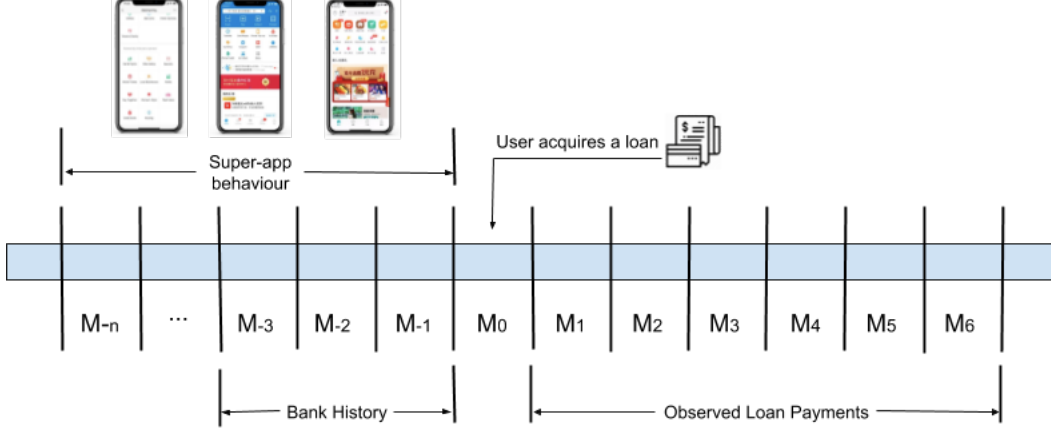 User acquires a loan
Super-app
behaviour
M-n ... M-3 M-2 M-1 M0 M1 M2 M3 M4 M5 M6
Bank History
Observed Loan Payments